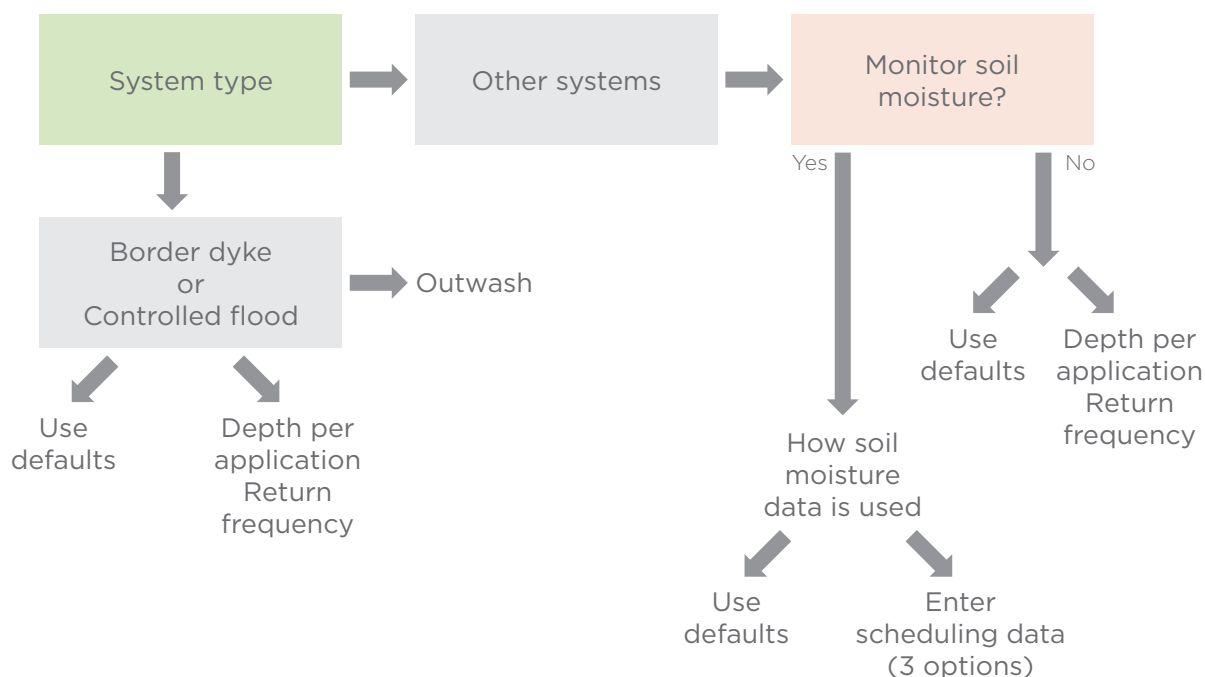 System type
Other systems
Monitor soil
moisture?
Yes
No
Border dyke
or
Controlled flood
Outwash
Use
defaults
Depth per
application
Return
frequency
Use
defaults
Depth per
application
Return
frequency
How soil
moisture
data is used
Use
defaults
Enter
scheduling data
(3 options)